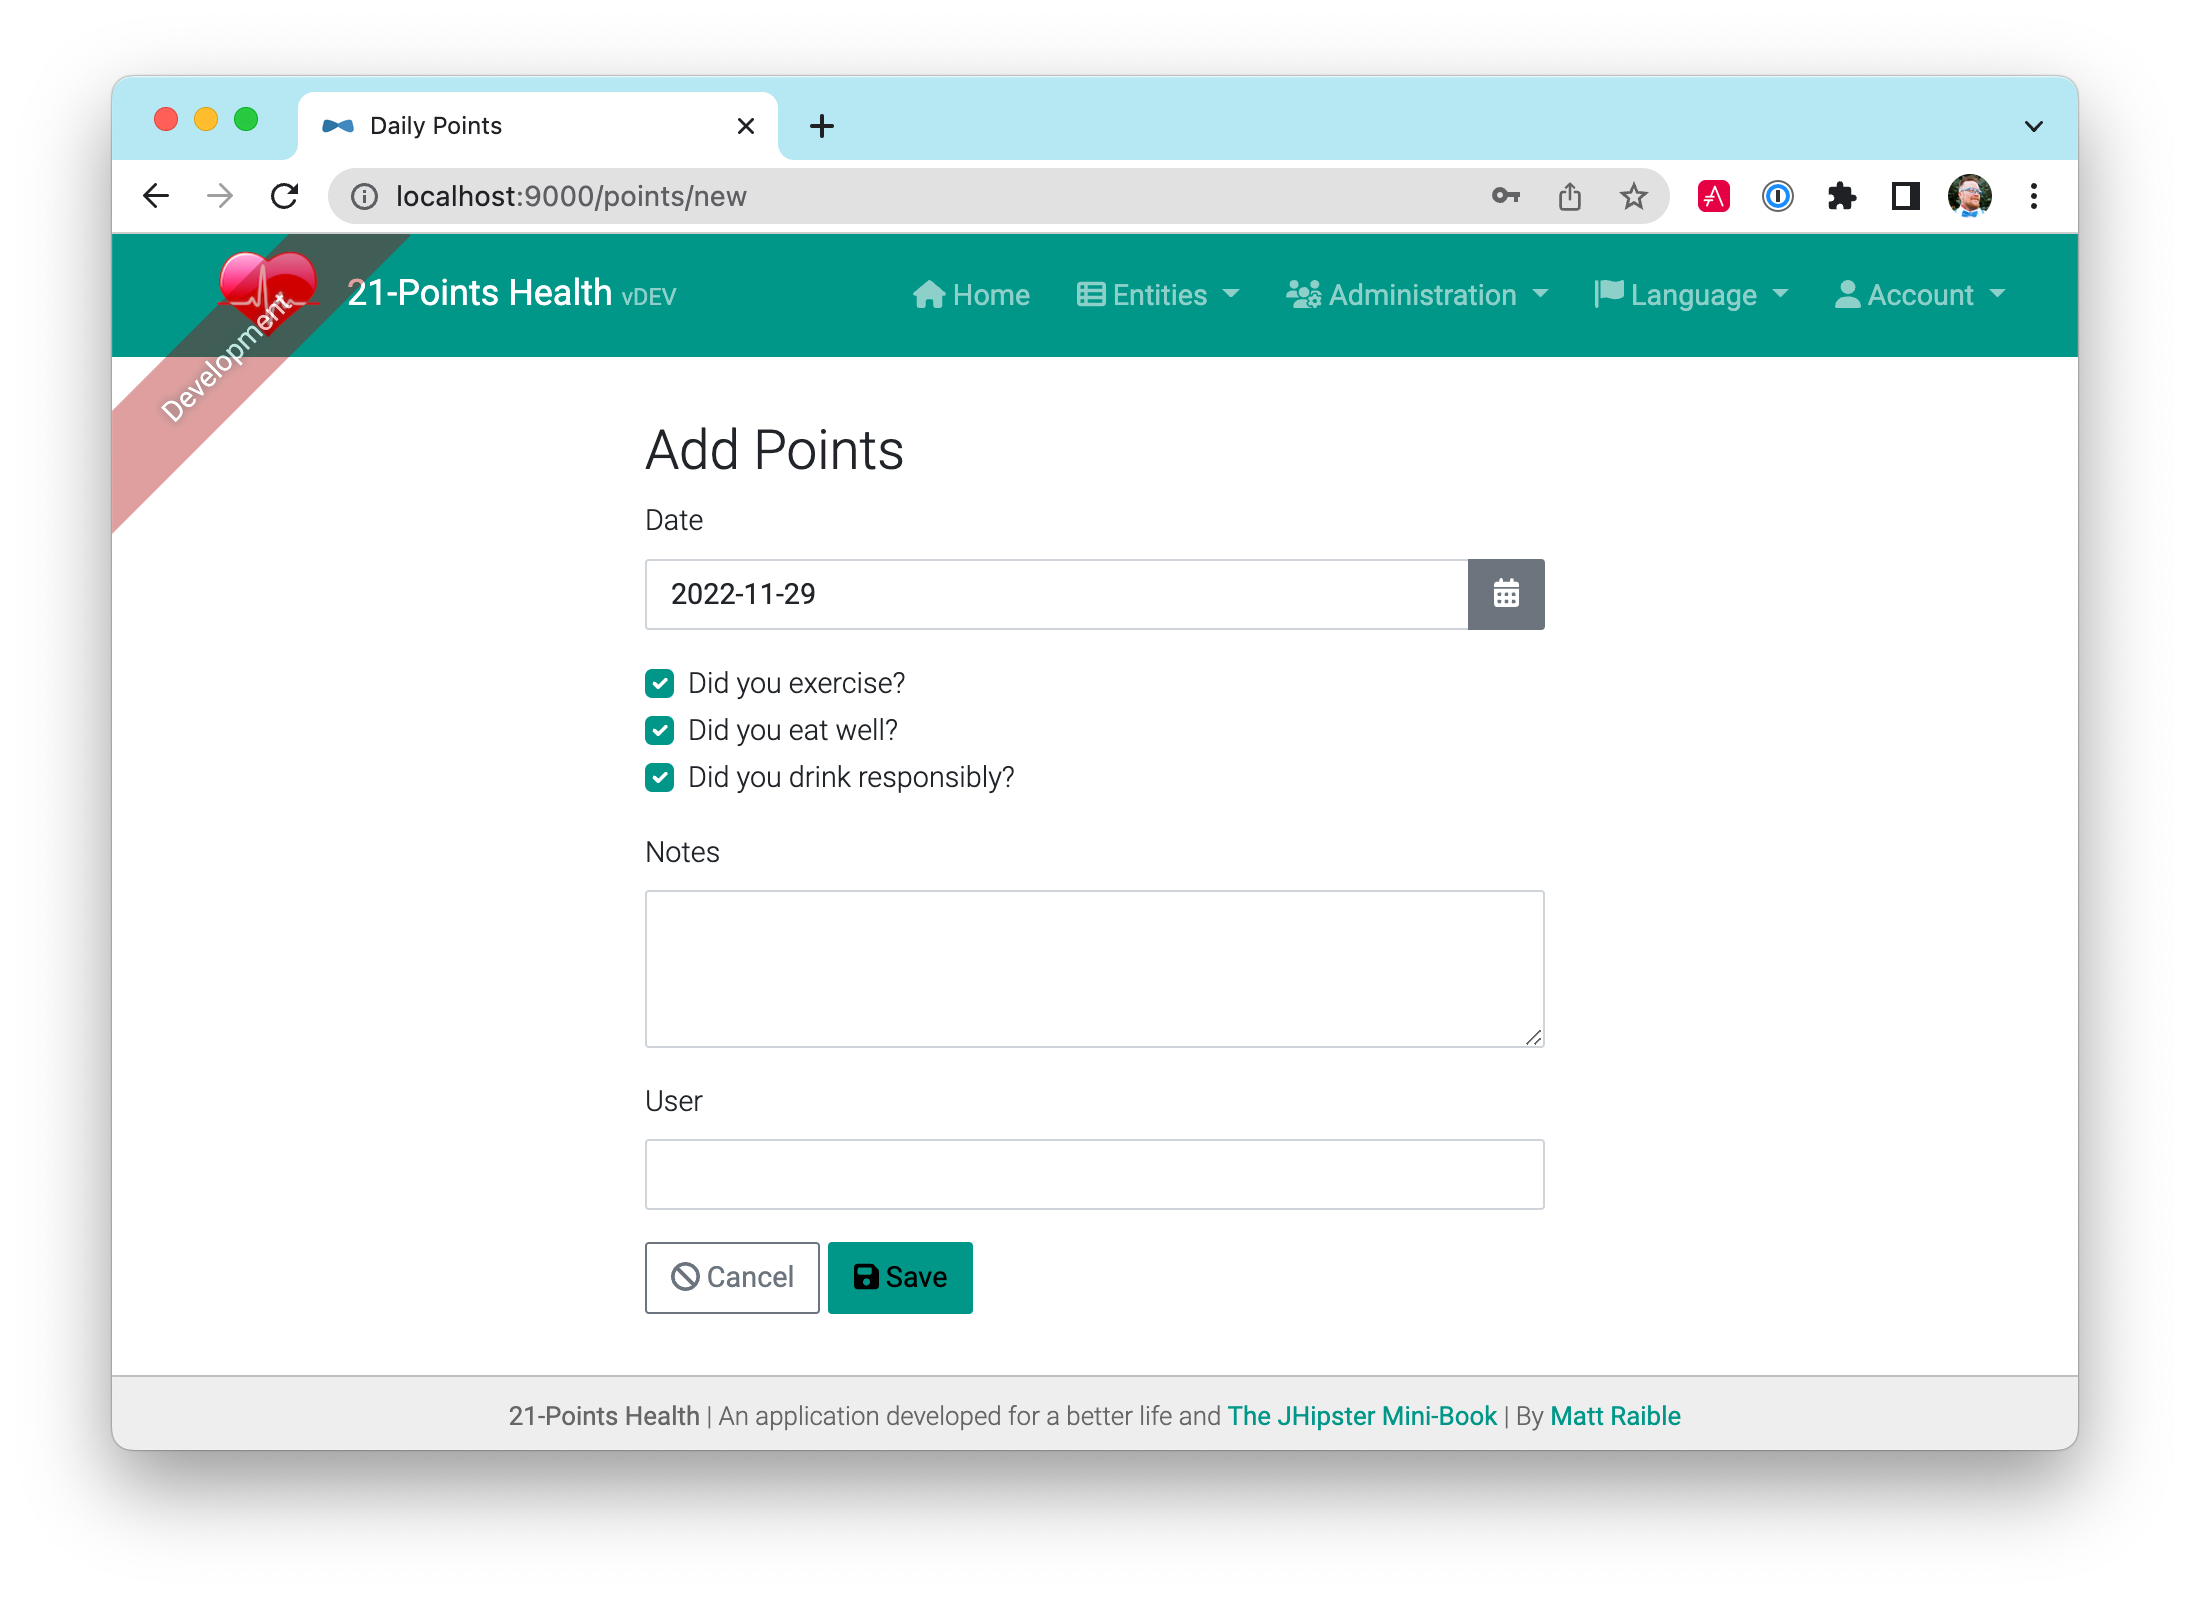 Daily Points
localhost:9000/points/new
21-Points Health vDEV
Home
Entities
Administration
Language
Account
Development
Add Points
Date
2022-11-29
Did you exercise?
Did you eat well?
Did you drink responsibly?
Notes
User
Cancel
Save
21-Points Health | An application developed for a better life and The JHipster Mini-Book | By Matt Raible